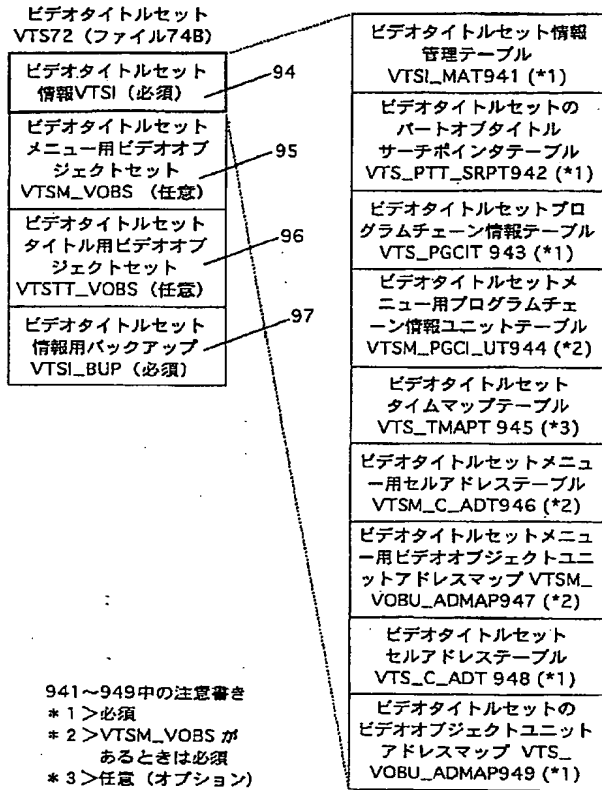 ビデオタイトルセット
VTS72（ファイル74B）
ビデオタイトルセット
情報VTSI（必須）
94
ビデオタイトルセット
メニュー用ビデオオブ
ジェクトセット
VTSM_VOBS （任意）
95
ビデオタイトルセット
タイトル用ビデオオブ
ジェクトセット
VTSTT_VOBS（任意）
96
ビデオタイトルセット
情報用バックアップ
VTSI_BUP（必須）
97
ビデオタイトルセット情報
管理テーブル
VTSI_MAT941 (*1)
ビデオタイトルセットの
パートオブタイトル
サーチポインタテーブル
VTS_PTT_SRPT942 (*1)
ビデオタイトルセットプロ
グラムチェーン情報テーブル
VTS_PGCIT 943 (*1)
ビデオタイトルセットメ
ニュー用プログラムチェ
ーン情報ユニットテーブル
VTSM_PGCI_UT944 (*2)
ビデオタイトルセット
タイムマップテーブル
VTS_TMAPT 945 (*3)
ビデオタイトルセットメニュ
ー用セルアドレステーブル
VTSM_C_ADT946 (*2)
ビデオタイトルセットメニュ
ー用ビデオオブジェクトユニ
ットアドレスマップ VTSM_
VOBU_ADMAP947 (*2)
ビデオタイトルセット
セルアドレステーブル
VTS_C_ADT 948 (*1)
ビデオタイトルセットの
ビデオオブジェクトユニット
アドレスマップ VTS_
VOBU_ADMAP949 (*1)
941～949中の注意書き
＊1＞必須
＊2＞VTSM_VOBS が
あるときは必須
＊3＞任意（オプション）